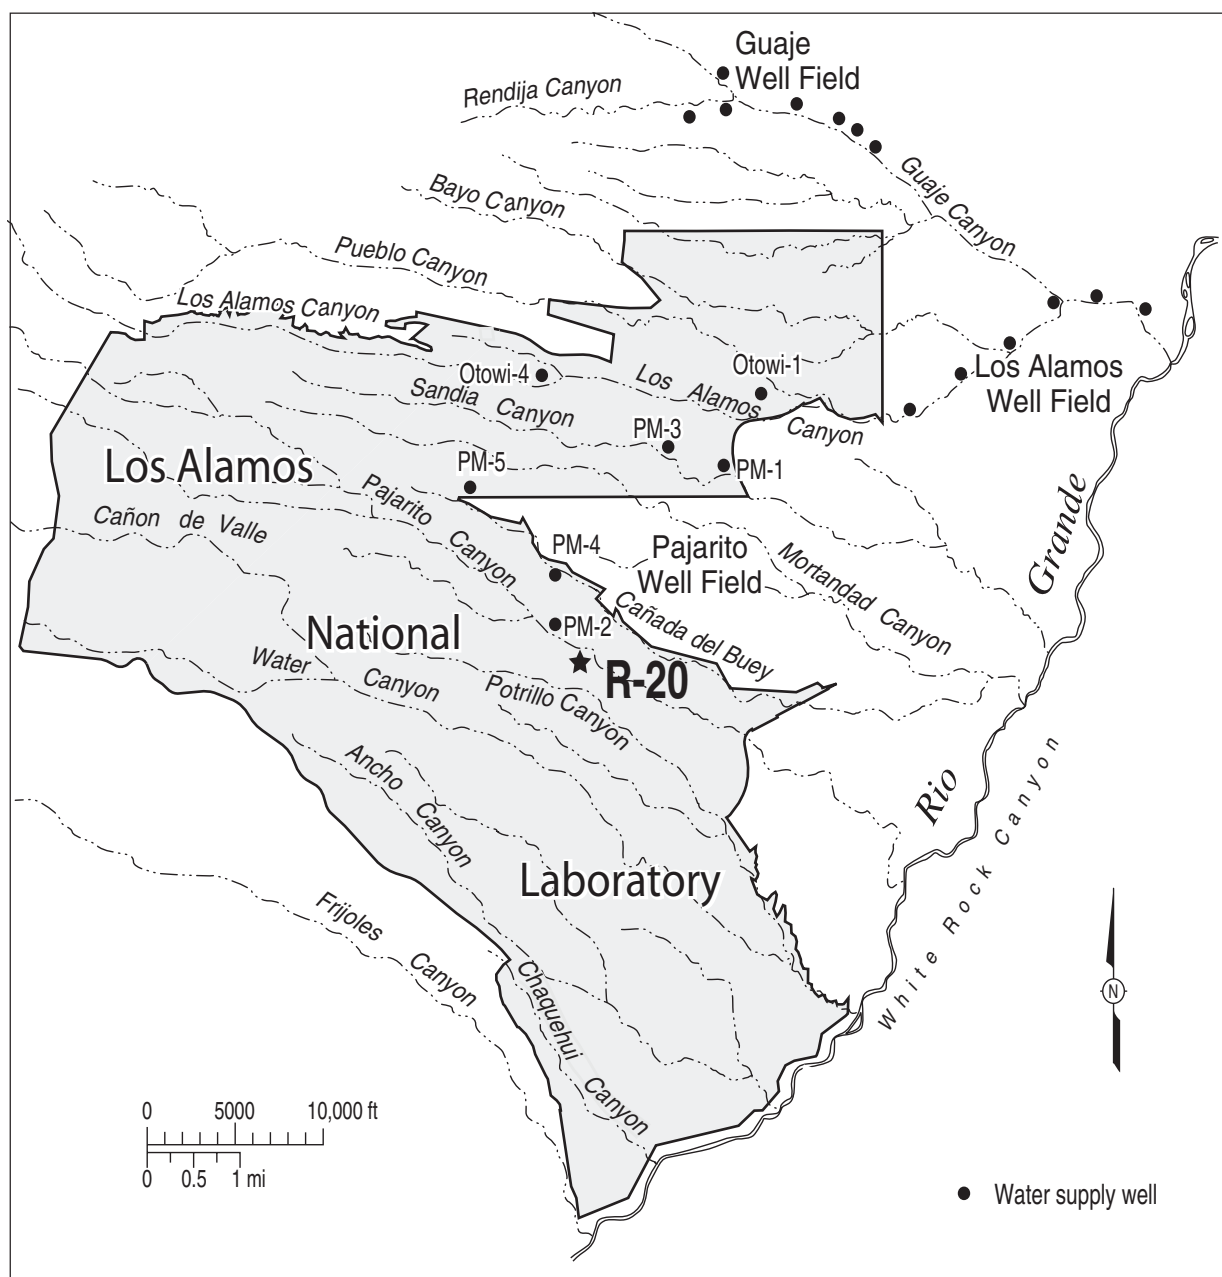 Guaje
Well Field
Rendija Canyon
Guaje Canyon
Bayo Canyon
Pueblo Canyon
Los Alamos Canyon
Otowi-4
Sandia Canyon
Los Alamos Canyon
Otowi-1
Los Alamos
Well Field
PM-3
PM-1
PM-5
Los Alamos
Pajarito Canyon
Cañon de Valle
PM-4
Pajarito
Well Field
Mortandad Canyon
Rio Grande
PM-2
Cañada del Buey
National
R-20
Water Canyon
Potrillo Canyon
Ancho Canyon
White Rock Canyon
Laboratory
Frijoles Canyon
Chaquehui Canyon
N
0 5000 10,000 ft
0 0.5 1 mi
Water supply well